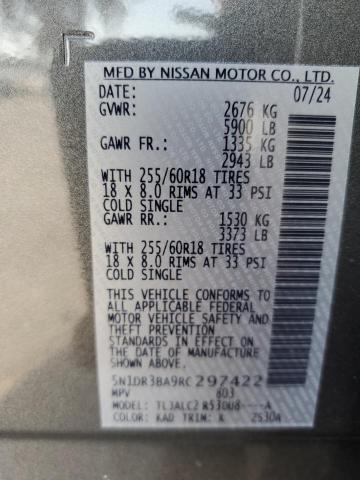 MFD BY NISSAN MOTOR CO., LTD.
DATE: 07/24
GVWR: 2676 KG
5900 LB
GAWR FR.: 1335 KG
2943 LB
WITH 255/60R18 TIRES
18 X 8.0 RIMS AT 33 PSI
COLD SINGLE
GAWR RR.: 1530 KG
3373 LB
WITH 255/60R18 TIRES
18 X 8.0 RIMS AT 33 PSI
COLD SINGLE
THIS VEHICLE CONFORMS TO
ALL APPLICABLE FEDERAL
MOTOR VEHICLE SAFETY AND
THEFT PREVENTION
STANDARDS IN EFFECT ON
THE DATE OF MANUFACTURE
SHOWN ABOVE.
5N1DR3BA9RC297422
MPV 803
MODEL: TLJALC2 R53OU8----A
COLOR: KAD TRIM: K 2530A